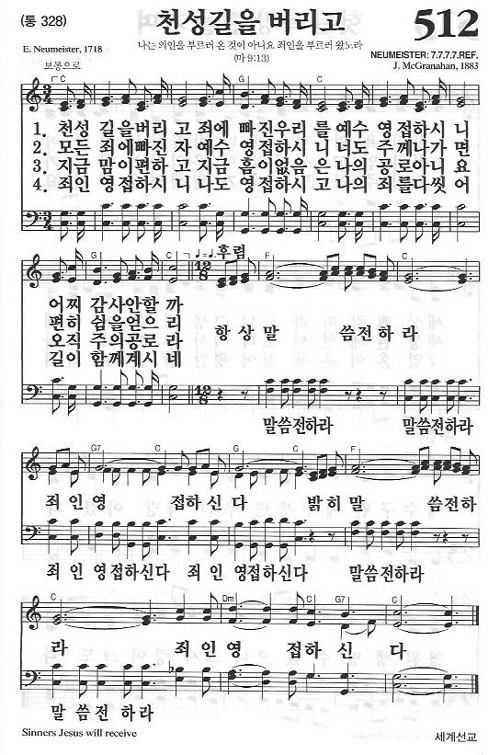 (통 328)
천성길을 버리고
512
나는 의인을 부르러 온 것이 아니요 죄인을 부르러 왔노라
(마 9:13)
E. Neumeister, 1718
NEUMEISTER: 7.7.7.7.REF.
J. McGranahan, 1883
보통으로
C G C
1. 천성 길을버리 고 죄에 빠진우리 를예수 영접하시 니
2. 모든 죄에빠진 자 예수 영접하시 니너도 주께나가 면
3. 지금 맘이편하 고지금 흠이없음 은나의 공로아니 요
4. 죄인 영접하시 니나도 영접하시 고나의 죄를다씻 어
G C G C 후렴 F
어찌 감사안할 까
편히 쉼을얻으 리
오직 주의공로 라
길이 함께계시 네
항상말 씀전하 라
말씀전하라 말씀전하라
G7 C G C F
죄 인 영 접하 신 다 밝히 말 씀전하
죄 인 영접하신다 죄 인 영접하신다 말씀전하라
C Dm C G7 C
라 죄 인 영 접하 신 다
말 씀 전 하라
Sinners Jesus will receive
세계선교